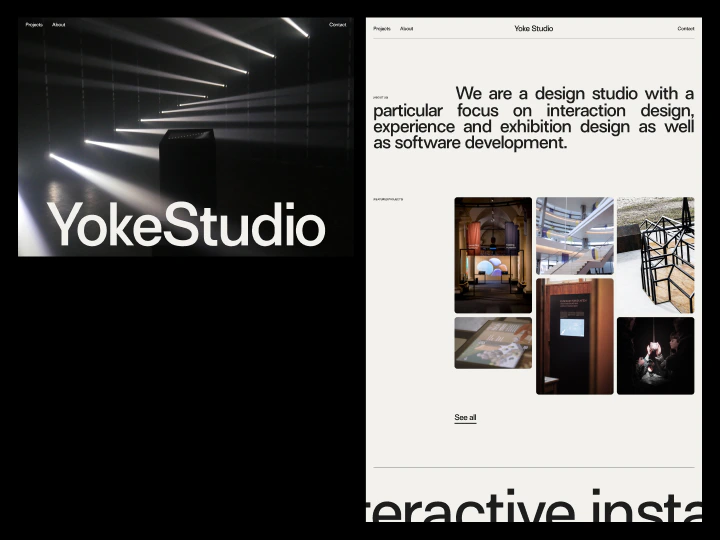 Projects About Contact
YokeStudio
Projects About Yoke Studio Contact
ABOUT US
We are a design studio with a
particular focus on interaction design,
experience and exhibition design as well
as software development.
FEATURED PROJECTS
See all
teractive insta